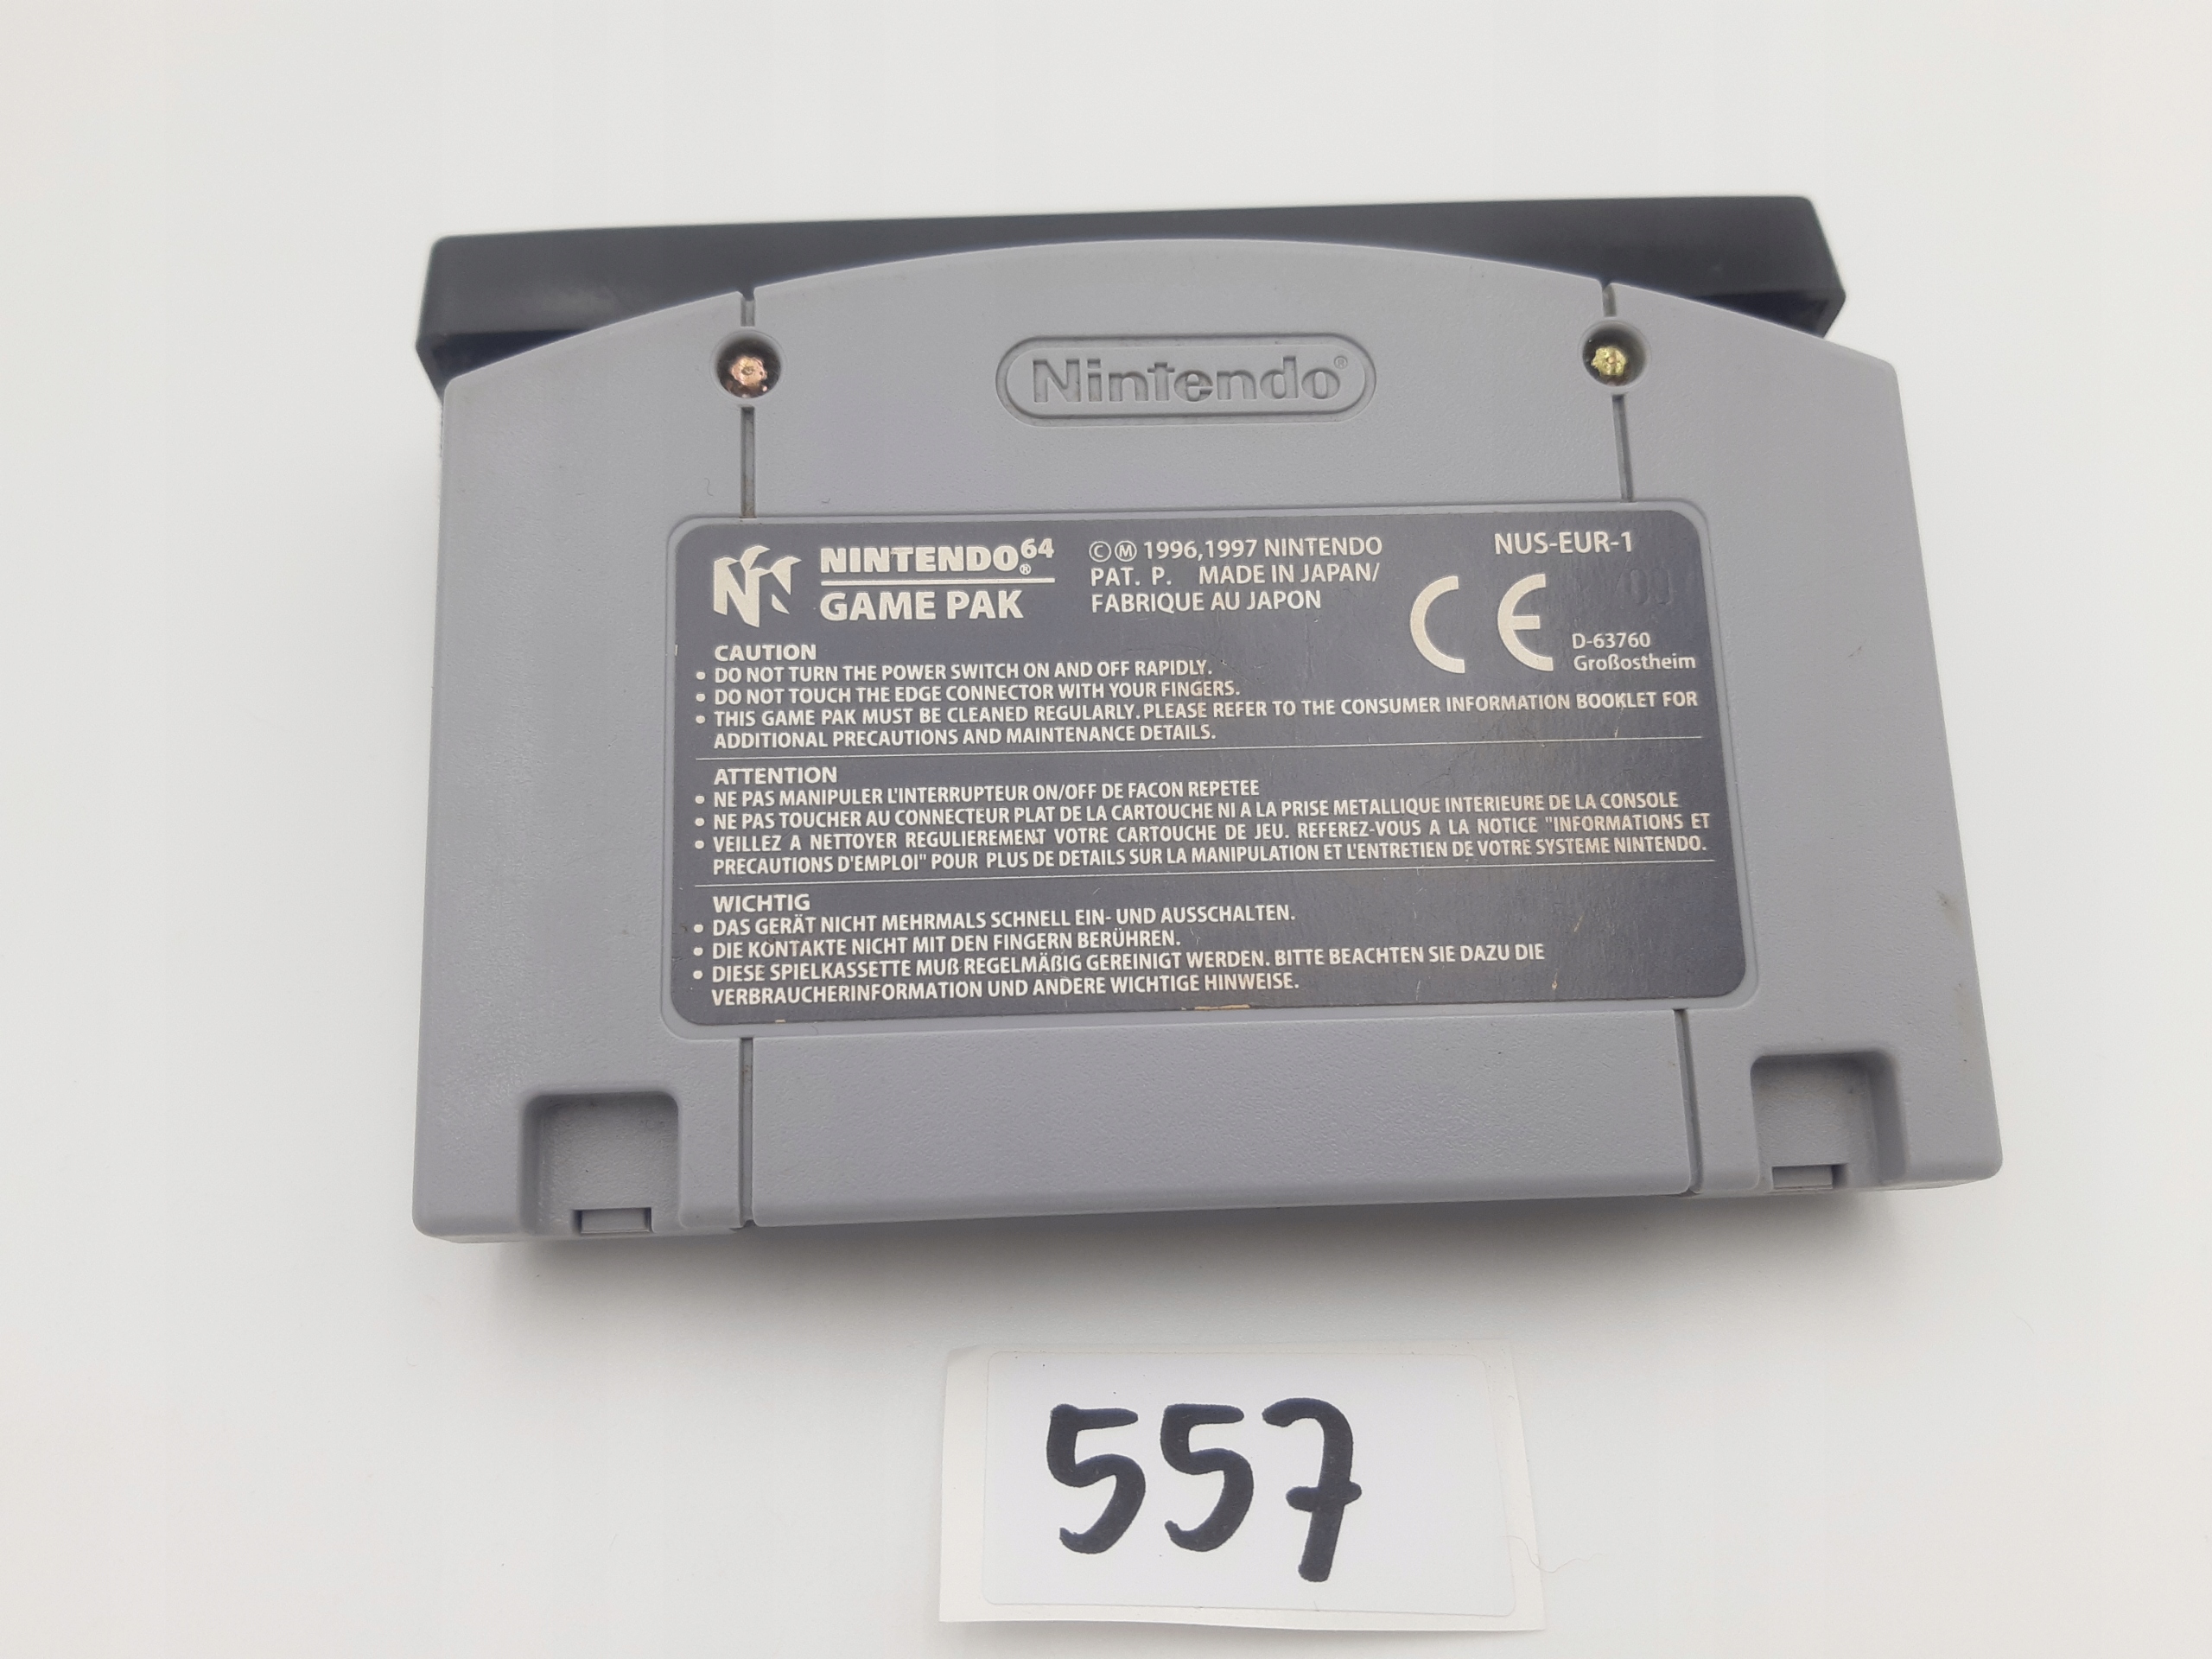 Nintendo®
NINTENDO⁶⁴®
GAME PAK
©Ⓜ 1996,1997 NINTENDO
PAT. P. MADE IN JAPAN/
FABRIQUE AU JAPON
NUS-EUR-1
CE
D-63760
Großostheim
CAUTION
• DO NOT TURN THE POWER SWITCH ON AND OFF RAPIDLY.
• DO NOT TOUCH THE EDGE CONNECTOR WITH YOUR FINGERS.
• THIS GAME PAK MUST BE CLEANED REGULARLY. PLEASE REFER TO THE CONSUMER INFORMATION BOOKLET FOR
ADDITIONAL PRECAUTIONS AND MAINTENANCE DETAILS.
ATTENTION
• NE PAS MANIPULER L'INTERRUPTEUR ON/OFF DE FACON REPETEE
• NE PAS TOUCHER AU CONNECTEUR PLAT DE LA CARTOUCHE NI A LA PRISE METALLIQUE INTERIEURE DE LA CONSOLE
• VEILLEZ A NETTOYER REGULIEREMENT VOTRE CARTOUCHE DE JEU. REFEREZ-VOUS A LA NOTICE "INFORMATIONS ET
PRECAUTIONS D'EMPLOI" POUR PLUS DE DETAILS SUR LA MANIPULATION ET L'ENTRETIEN DE VOTRE SYSTEME NINTENDO.
WICHTIG
• DAS GERÄT NICHT MEHRMALS SCHNELL EIN- UND AUSSCHALTEN.
• DIE KONTAKTE NICHT MIT DEN FINGERN BERÜHREN.
• DIESE SPIELKASSETTE MUß REGELMÄßIG GEREINIGT WERDEN. BITTE BEACHTEN SIE DAZU DIE
VERBRAUCHERINFORMATION UND ANDERE WICHTIGE HINWEISE.
557